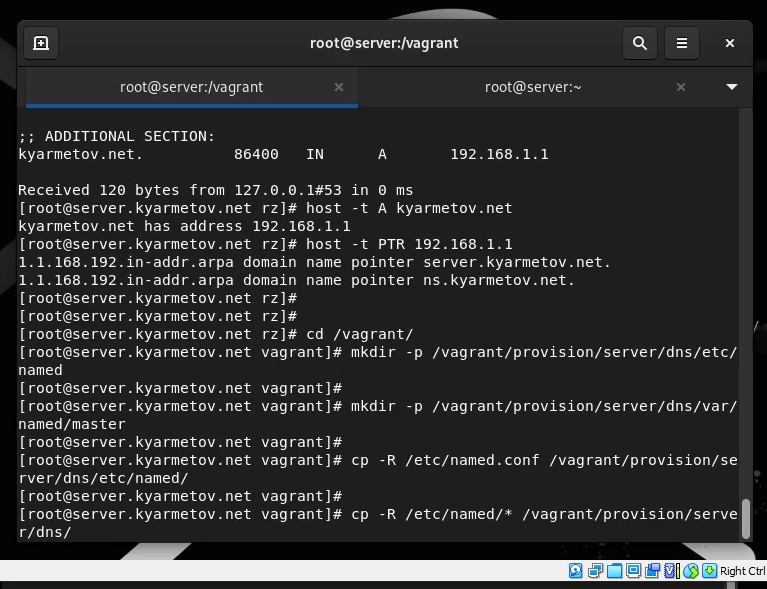 root@server:/vagrant
root@server:/vagrant
root@server:~
;; ADDITIONAL SECTION:
kyarmetov.net. 86400 IN A 192.168.1.1
Received 120 bytes from 127.0.0.1#53 in 0 ms
[root@server.kyarmetov.net rz]# host -t A kyarmetov.net
kyarmetov.net has address 192.168.1.1
[root@server.kyarmetov.net rz]# host -t PTR 192.168.1.1
1.1.168.192.in-addr.arpa domain name pointer server.kyarmetov.net.
1.1.168.192.in-addr.arpa domain name pointer ns.kyarmetov.net.
[root@server.kyarmetov.net rz]#
[root@server.kyarmetov.net rz]#
[root@server.kyarmetov.net rz]# cd /vagrant/
[root@server.kyarmetov.net vagrant]# mkdir -p /vagrant/provision/server/dns/etc/
named
[root@server.kyarmetov.net vagrant]#
[root@server.kyarmetov.net vagrant]# mkdir -p /vagrant/provision/server/dns/var/
named/master
[root@server.kyarmetov.net vagrant]#
[root@server.kyarmetov.net vagrant]# cp -R /etc/named.conf /vagrant/provision/se
rver/dns/etc/named/
[root@server.kyarmetov.net vagrant]#
[root@server.kyarmetov.net vagrant]# cp -R /etc/named/* /vagrant/provision/serve
r/dns/
Right Ctrl